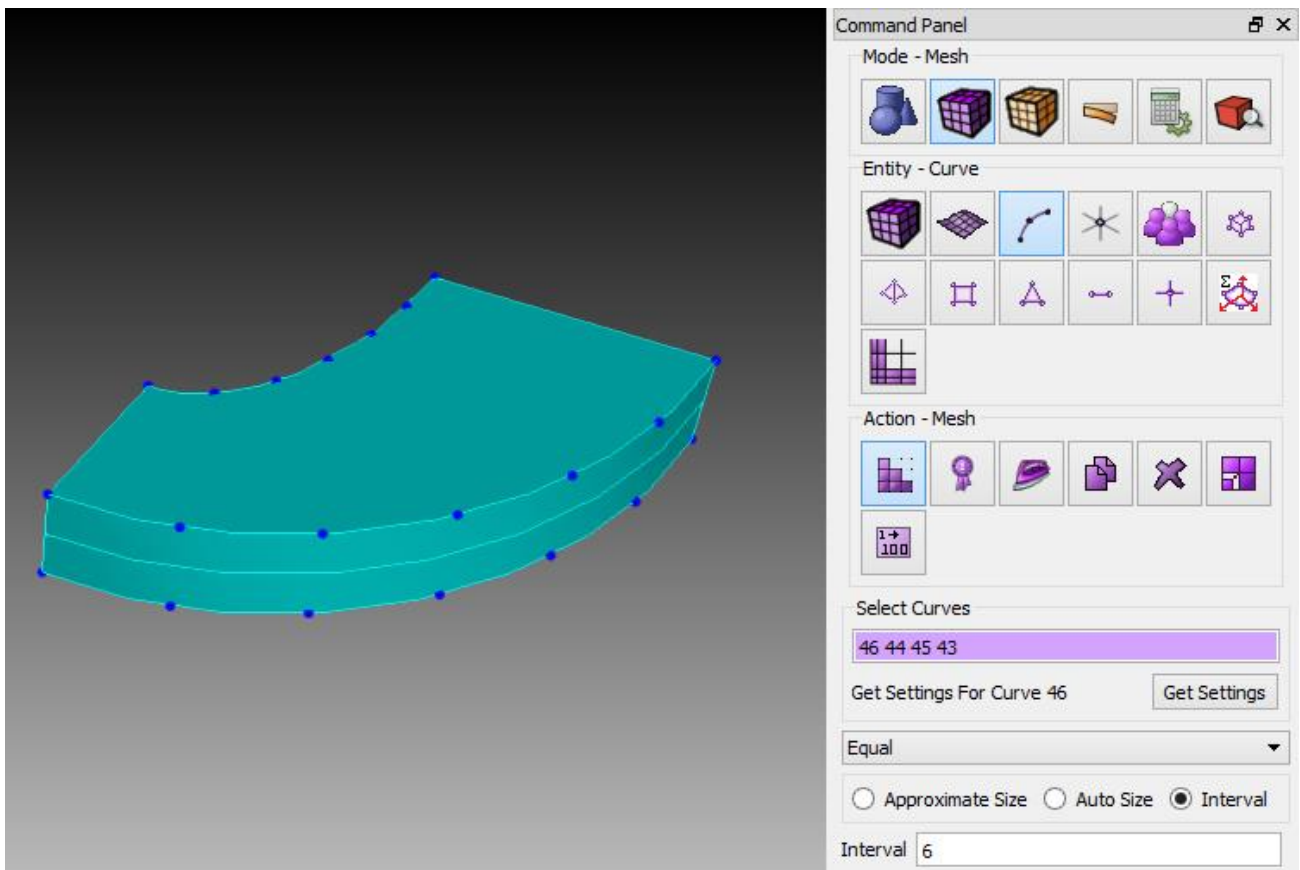 Command Panel
Mode - Mesh
Entity - Curve
Σ
Action - Mesh
1→
100
Select Curves
46 44 45 43
Get Settings For Curve 46 Get Settings
Equal
Approximate Size Auto Size Interval
Interval 6